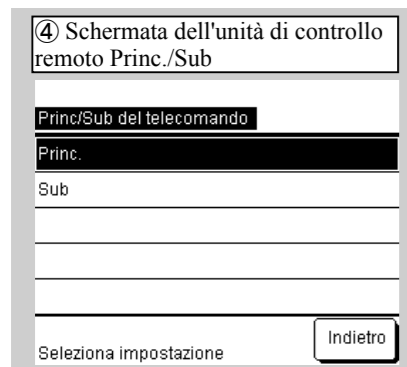 ④ Schermata dell'unità di controllo
remoto Princ./Sub
Princ/Sub del telecomando
Princ.
Sub
Seleziona impostazione
Indietro